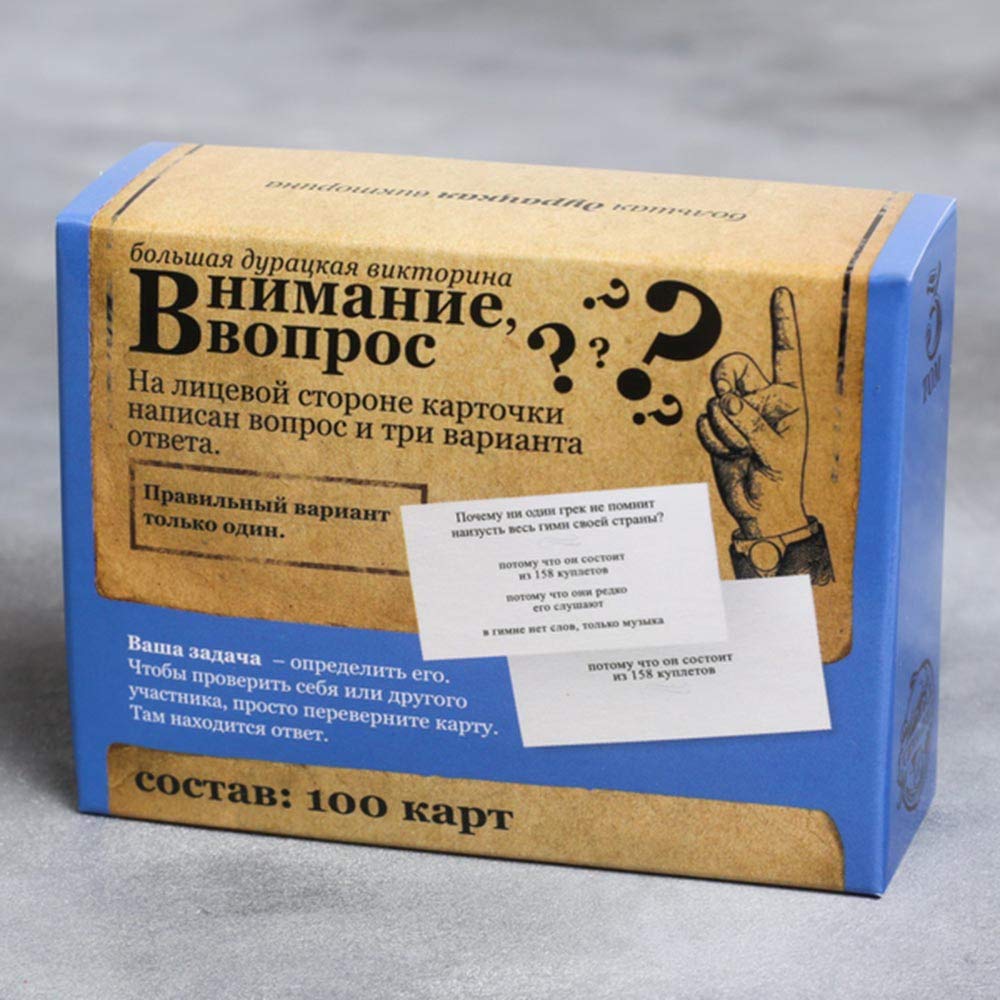 большая дурацкая викторина
большая дурацкая викторина
Внимание,
вопрос
На лицевой стороне карточки
написан вопрос и три варианта
ответа.
Правильный вариант
только один.
Почему ни один грек не помнит
наизусть весь гимн своей страны?
потому что он состоит
из 158 куплетов
потому что они редко
его слушают
в гимне нет слов, только музыка
потому что он состоит
из 158 куплетов
Ваша задача – определить его.
Чтобы проверить себя или другого
участника, просто переверните карту.
Там находится ответ.
состав: 100 карт